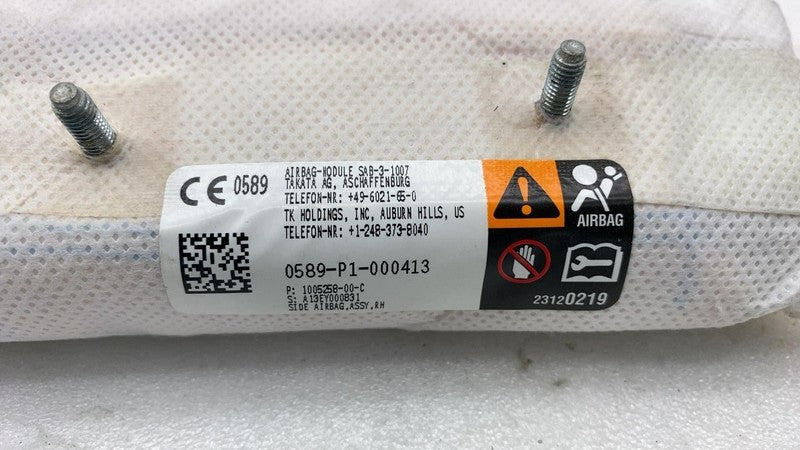 CE 0589
AIRBAG-MODULE SAB-3-1007
TAKATA AG, ASCHAFFENBURG
TELEFON-NR: +49-6021-65-0
TK HOLDINGS, INC, AUBURN HILLS, US
TELEFON-NR: +1-248-373-8040
0589-P1-000413
P: 1005258-00-C
S: A13EY000831
SIDE AIRBAG,ASSY,RH
AIRBAG
23120219